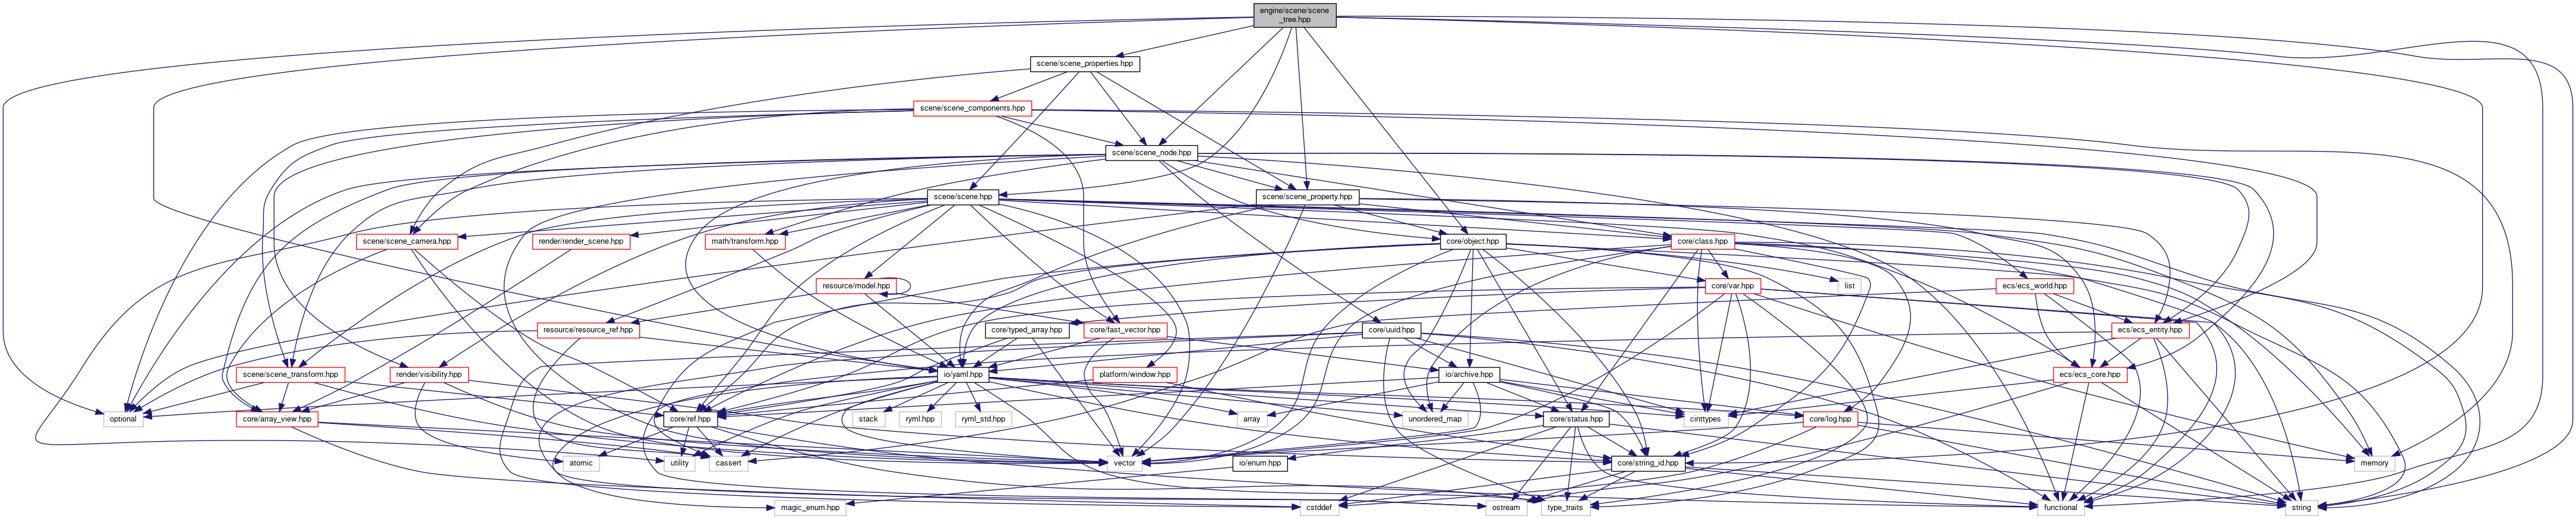 engine/scene/scene
_tree.hpp
scene/scene_properties.hpp
scene/scene_components.hpp
scene/scene_node.hpp
scene/scene.hpp
scene/scene_property.hpp
scene/scene_camera.hpp
render/render_scene.hpp
math/transform.hpp
core/object.hpp
core/class.hpp
resource/model.hpp
core/var.hpp
list
ecs/ecs_world.hpp
resource/resource_ref.hpp
core/typed_array.hpp
core/fast_vector.hpp
core/uuid.hpp
ecs/ecs_entity.hpp
scene/scene_transform.hpp
render/visibility.hpp
io/yaml.hpp
platform/window.hpp
io/archive.hpp
ecs/ecs_core.hpp
optional
core/array_view.hpp
core/ref.hpp
stack
ryml.hpp
ryml_std.hpp
array
unordered_map
cinttypes
core/status.hpp
core/log.hpp
atomic
utility
cassert
vector
io/enum.hpp
core/string_id.hpp
memory
magic_enum.hpp
cstddef
ostream
type_traits
functional
string